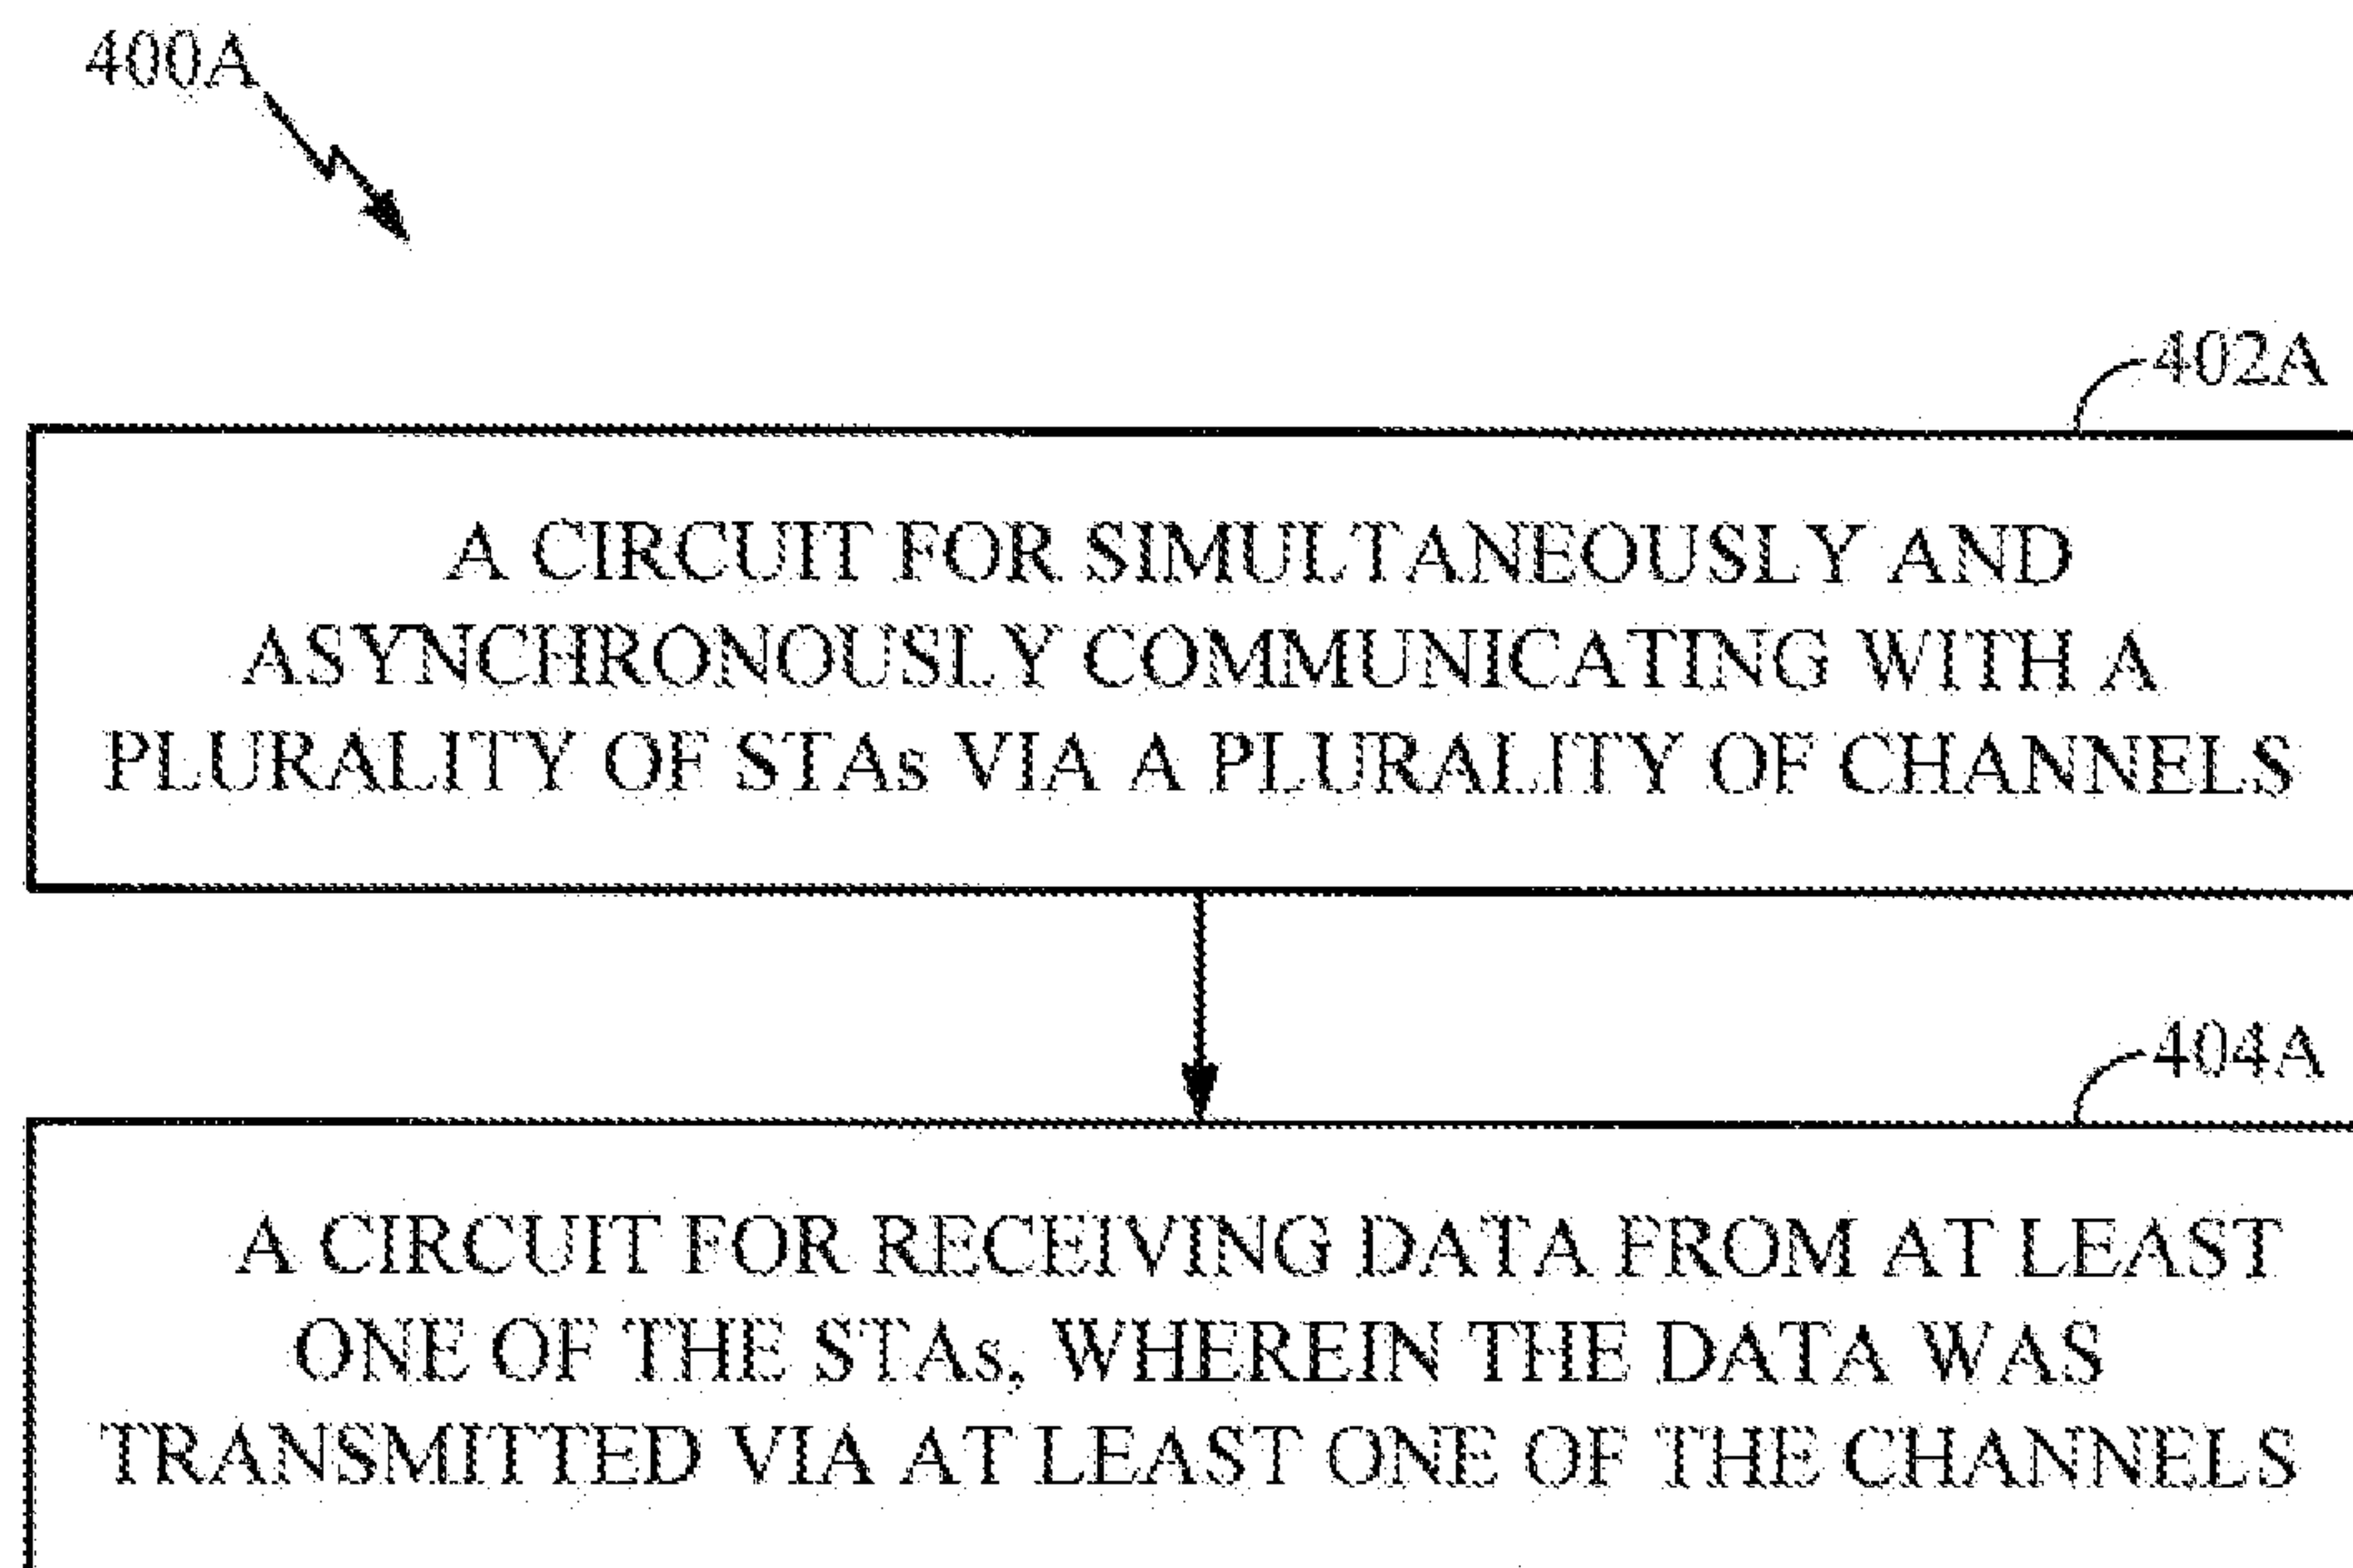 400A
402A
A CIRCUIT FOR SIMULTANEOUSLY AND
ASYNCHRONOUSLY COMMUNICATING WITH A
PLURALITY OF STAs VIA A PLURALITY OF CHANNELS
404A
A CIRCUIT FOR RECEIVING DATA FROM AT LEAST
ONE OF THE STAs, WHEREIN THE DATA WAS
TRANSMITTED VIA AT LEAST ONE OF THE CHANNELS